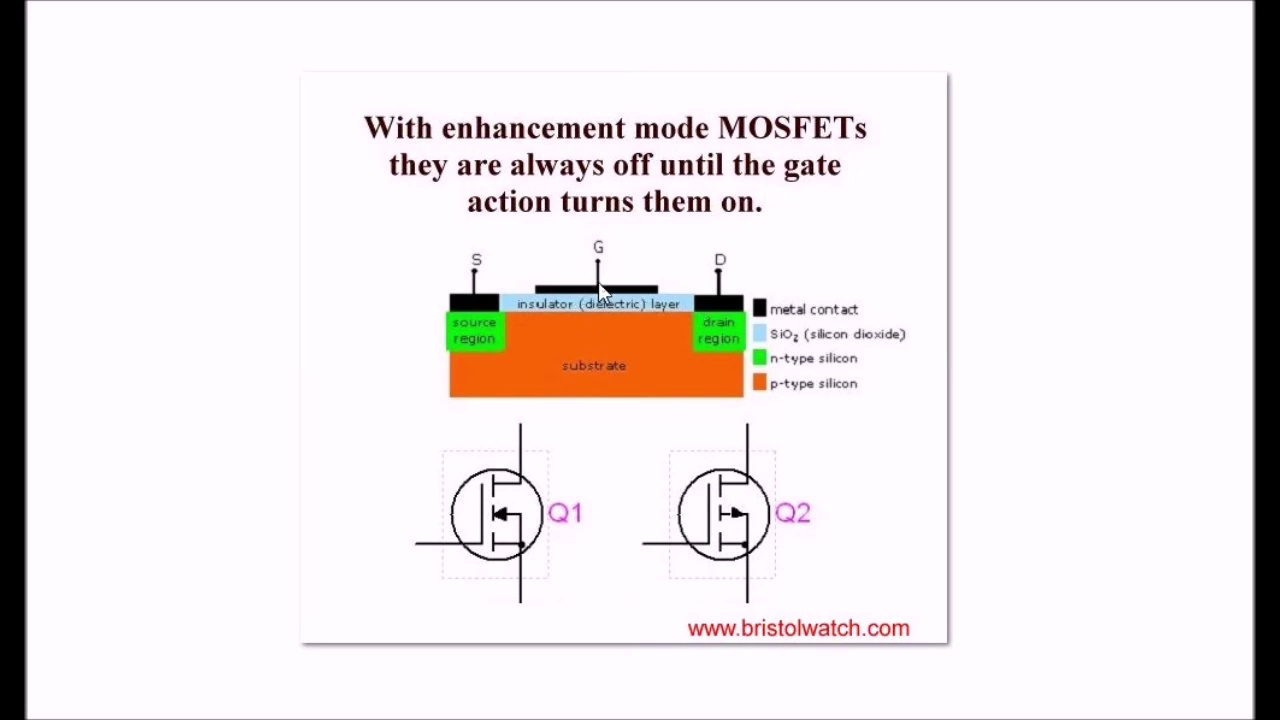 With enhancement mode MOSFETs
they are always off until the gate
action turns them on.
G
S
D
insulator (dielectric) layer
source
region
drain
region
substrate
metal contact
SiO₂ (silicon dioxide)
n-type silicon
p-type silicon
Q1
Q2
www.bristolwatch.com